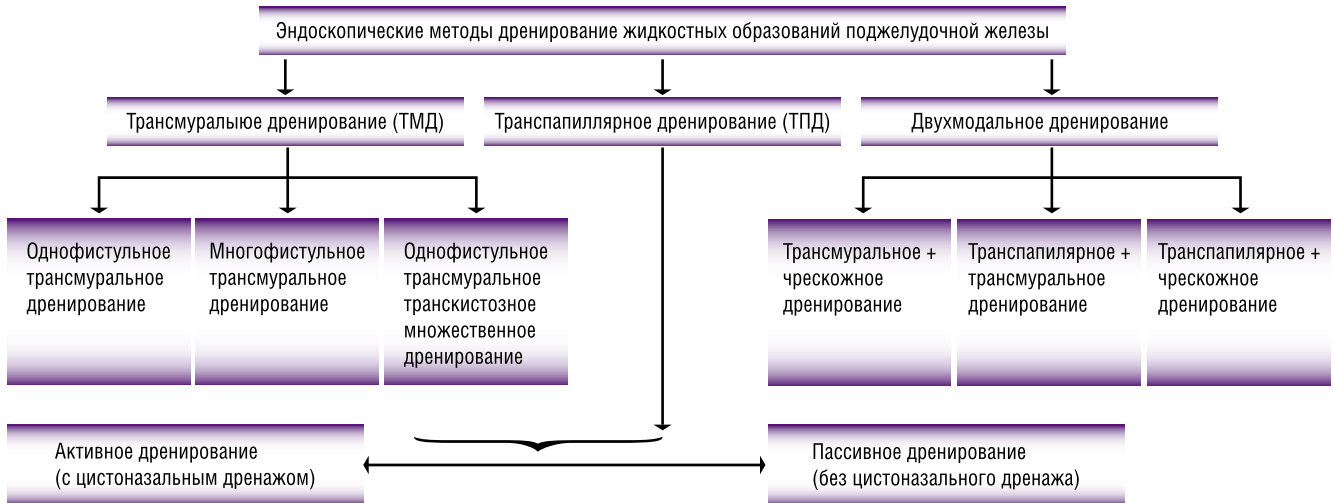 Эндоскопические методы дренирование жидкостных образований поджелудочной железы
Трансмуралыюе дренирование (ТМД)
Транспапиллярное дренирование (ТПД)
Двухмодальное дренирование
Однофистульное
трансмуральное
дренирование
Многофистульное
трансмуральное
дренирование
Однофистульное
трансмуральное
транскистозное
множественное
дренирование
Трансмуральное +
чрескожное
дренирование
Транспапилярное +
трансмуральное
дренирование
Транспапилярное +
чрескожное
дренирование
Активное дренирование
(с цистоназальным дренажом)
Пассивное дренирование
(без цистоназального дренажа)